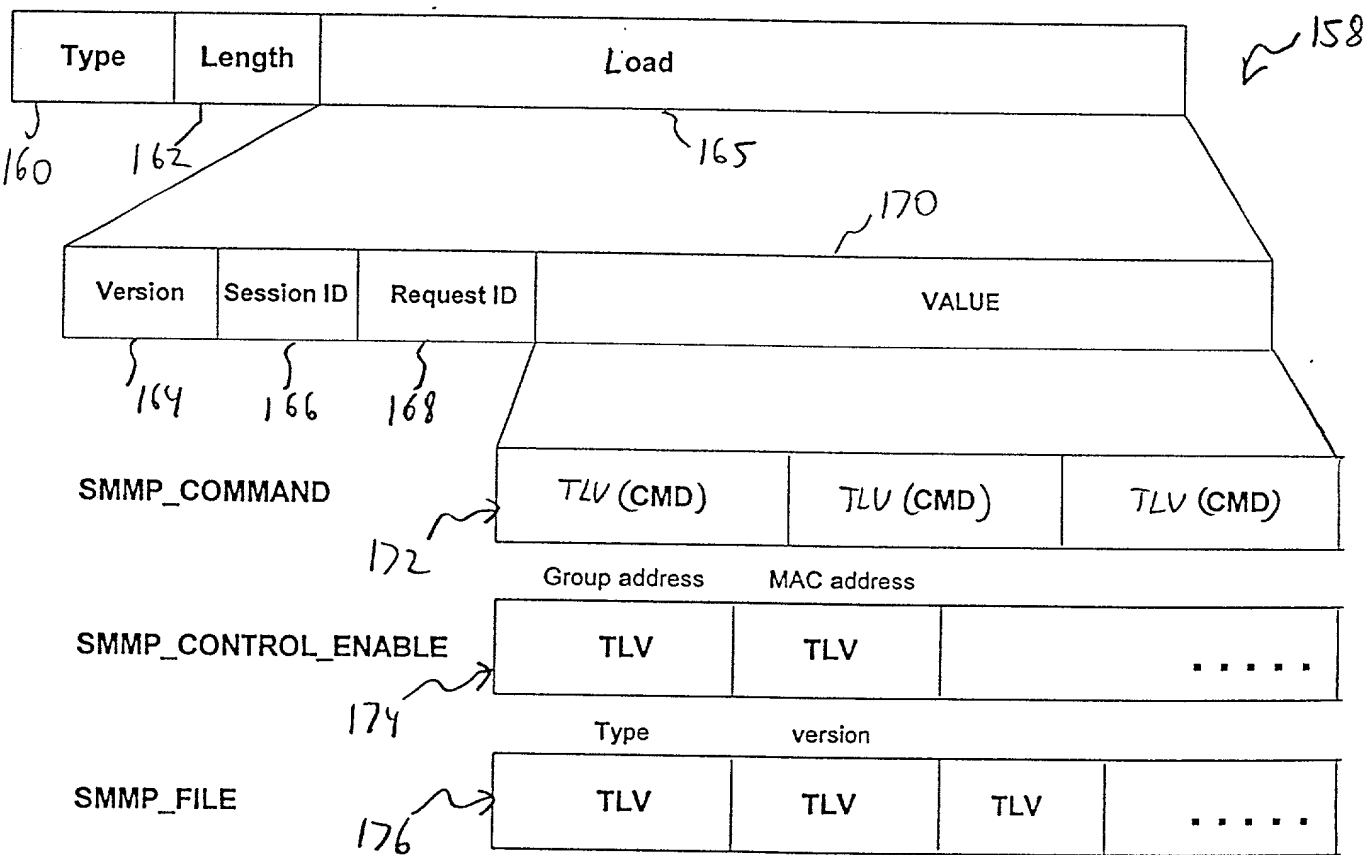 Type Length Load 158
160 162 165
170
Version Session ID Request ID VALUE
164 166 168
SMMP_COMMAND TLV (CMD) TLV (CMD) TLV (CMD)
172
Group address MAC address
SMMP_CONTROL_ENABLE TLV TLV .....
174
Type version
SMMP_FILE TLV TLV TLV .....
176